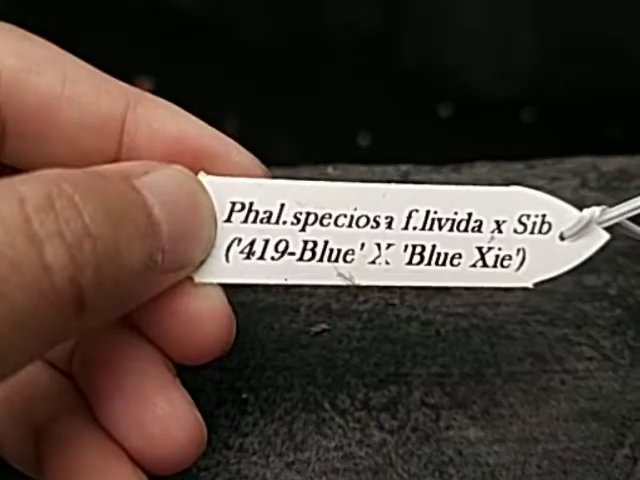 Phal.speciosa f.livida x Sib
('419-Blue' X 'Blue Xie')